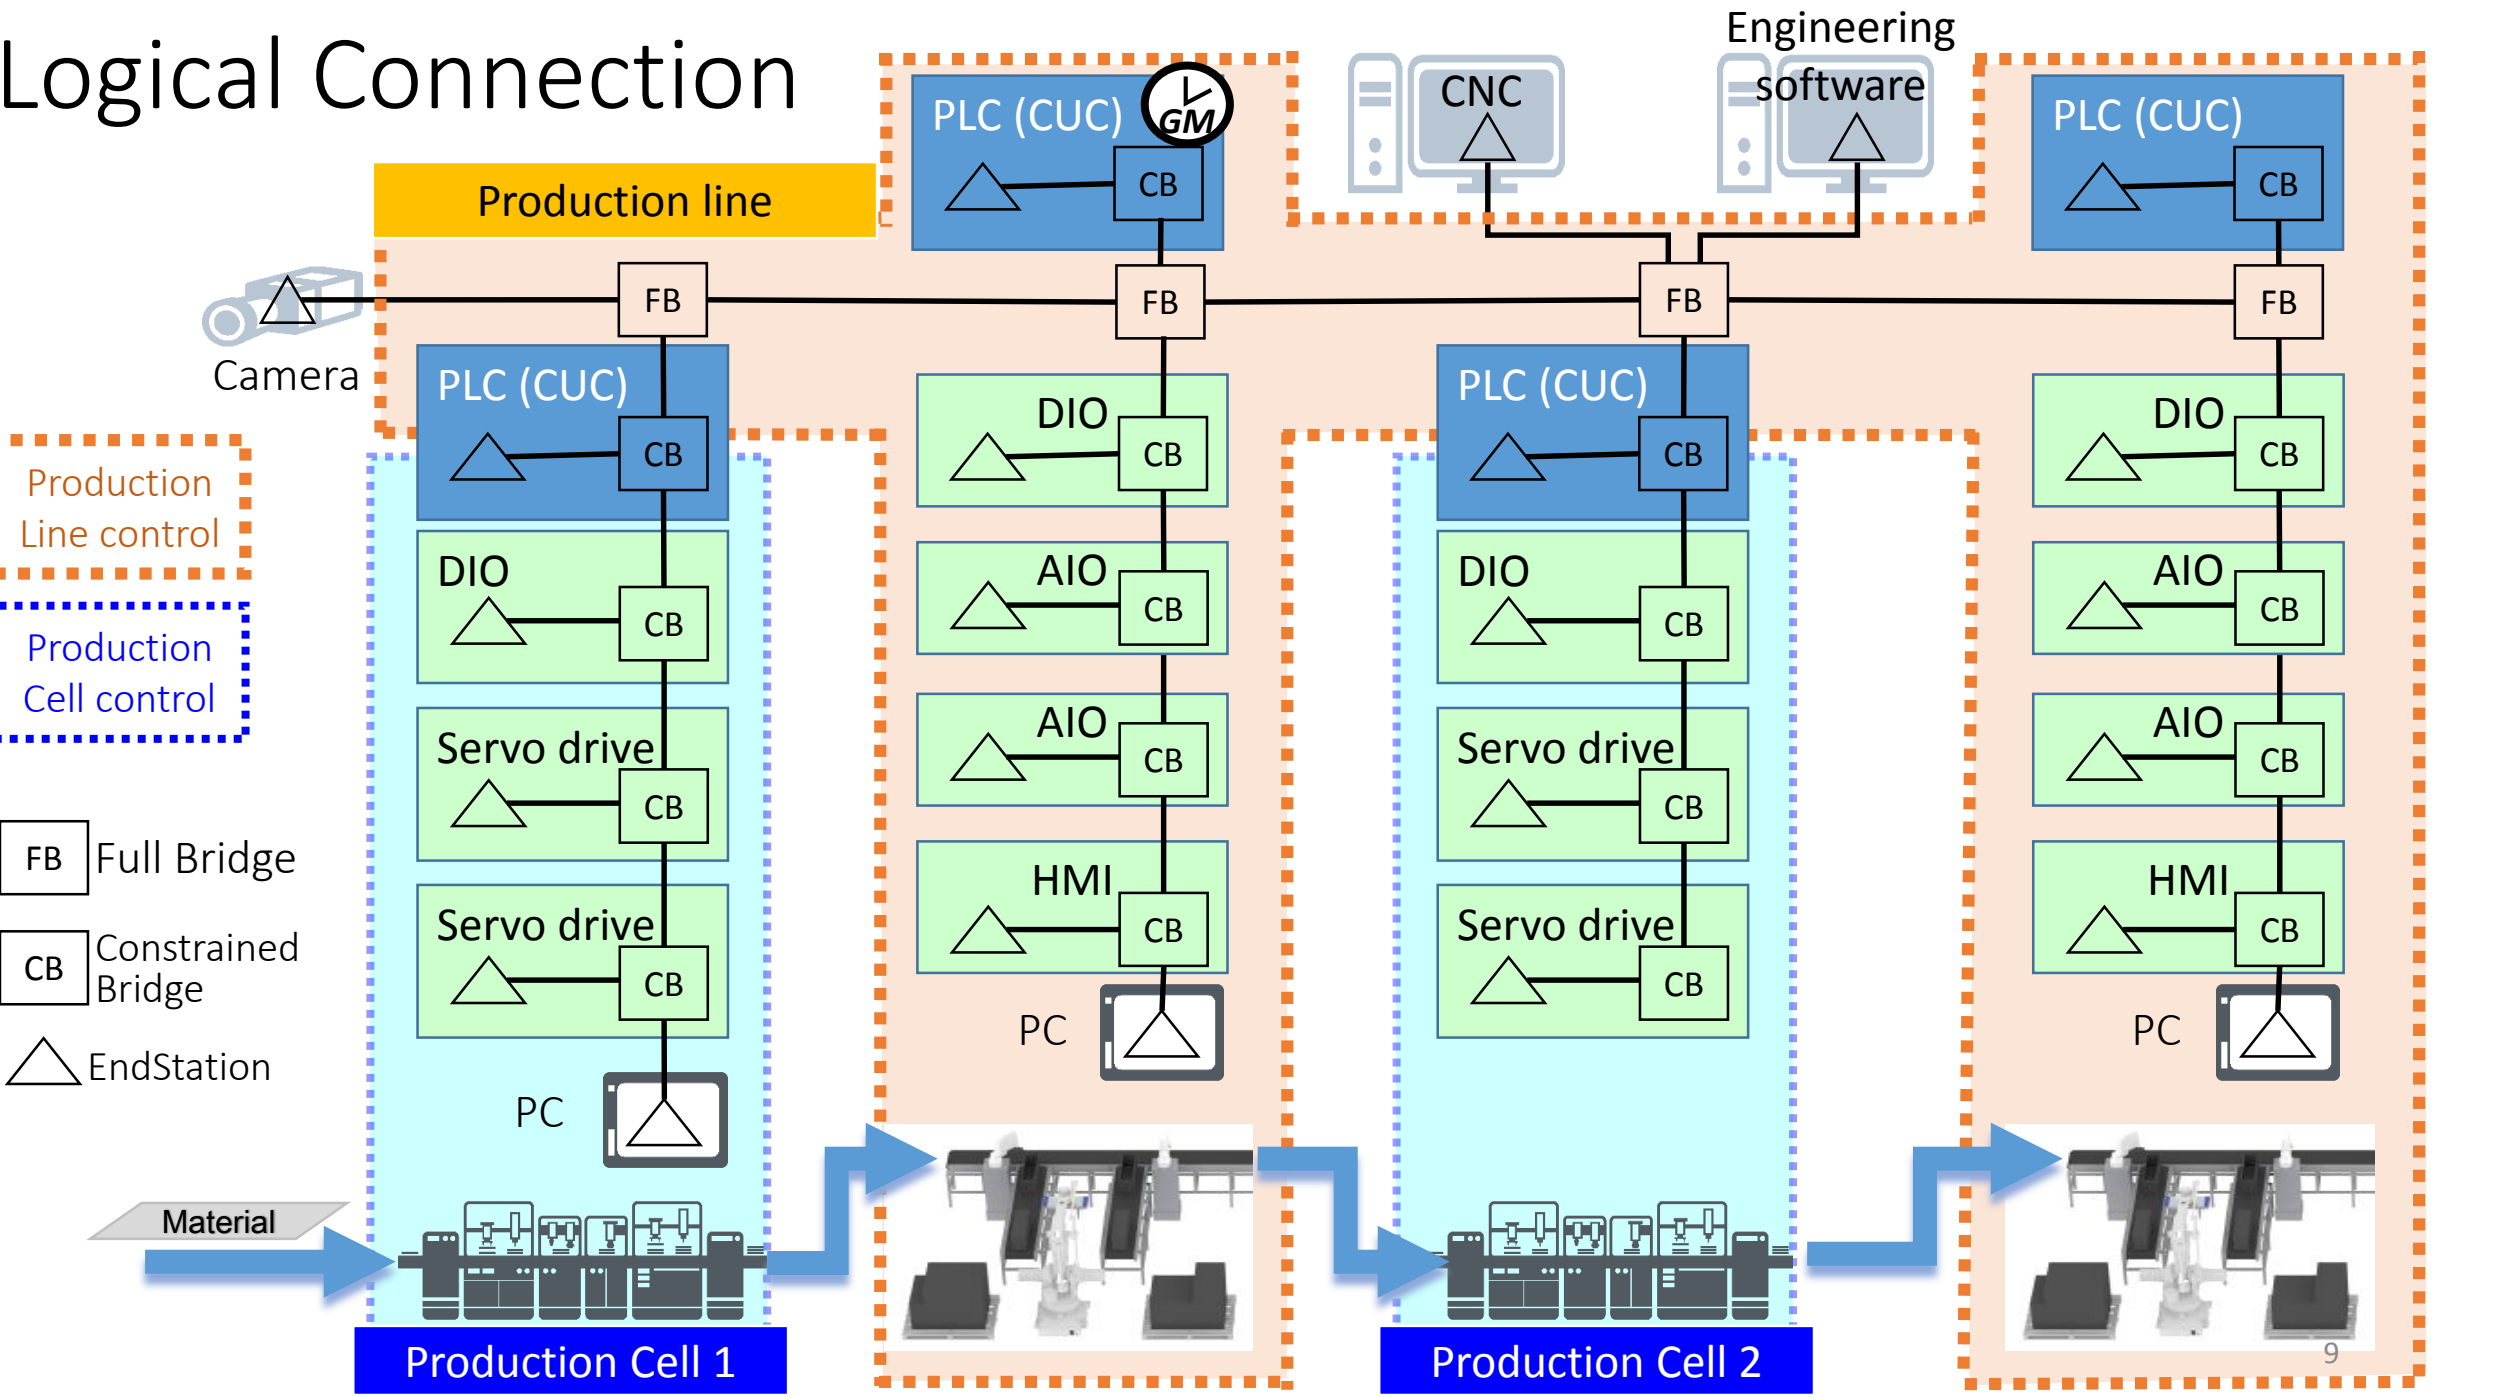 Logical Connection
Engineering
software
CNC
PLC (CUC)
GM
CB
PLC (CUC)
CB
Production line
FB
FB
FB
FB
Camera
PLC (CUC)
CB
DIO
CB
Servo drive
CB
Servo drive
CB
PC
DIO
CB
AIO
CB
AIO
CB
HMI
CB
PC
PLC (CUC)
CB
DIO
CB
Servo drive
CB
Servo drive
CB
DIO
CB
AIO
CB
AIO
CB
HMI
CB
PC
Production
Line control
Production
Cell control
FB
Full Bridge
CB
Constrained
Bridge
EndStation
Material
Production Cell 1
Production Cell 2
9